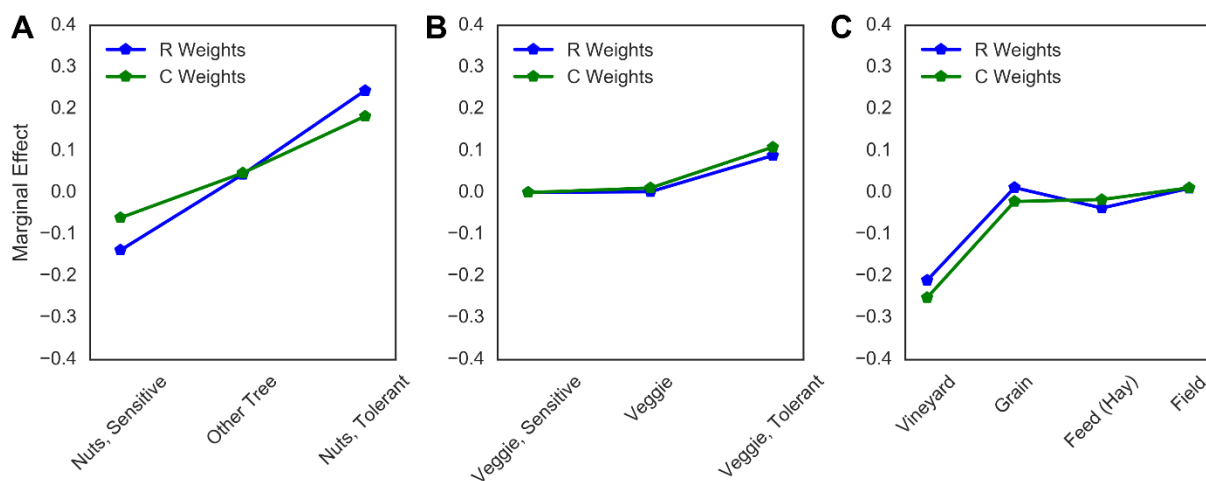 A
0.4
0.3
0.2
0.1
0.0
−0.1
−0.2
−0.3
−0.4
Marginal Effect
R Weights
C Weights
Nuts, Sensitive
Other Tree
Nuts, Tolerant
B
0.4
0.3
0.2
0.1
0.0
−0.1
−0.2
−0.3
−0.4
R Weights
C Weights
Veggie, Sensitive
Veggie
Veggie, Tolerant
C
0.4
0.3
0.2
0.1
0.0
−0.1
−0.2
−0.3
−0.4
R Weights
C Weights
Vineyard
Grain
Feed (Hay)
Field